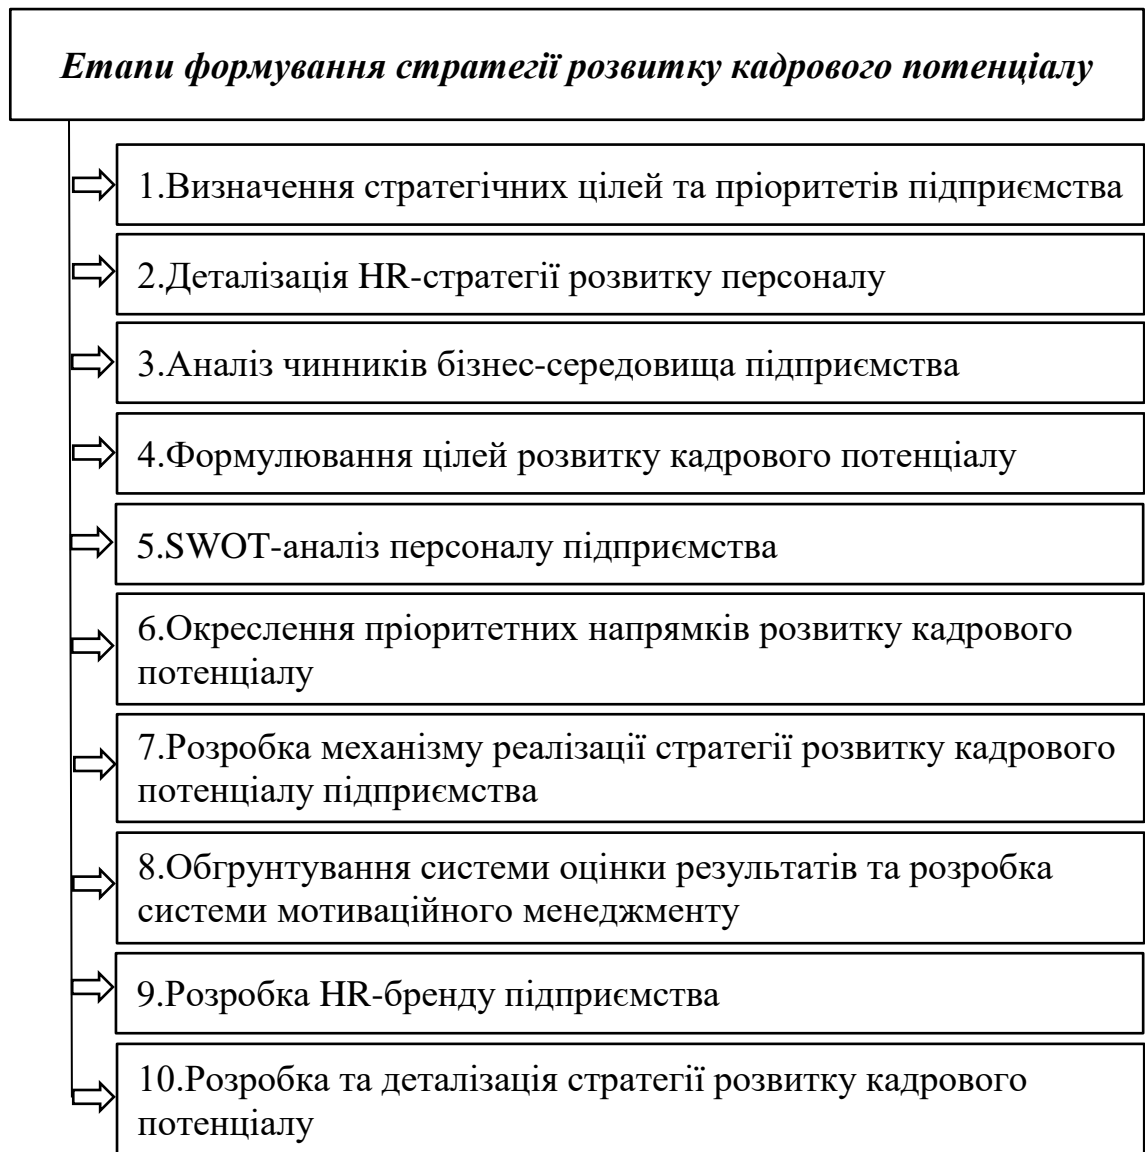 Етапи формування стратегії розвитку кадрового потенціалу
1.Визначення стратегічних цілей та пріоритетів підприємства
2.Деталізація HR-стратегії розвитку персоналу
3.Аналіз чинників бізнес-середовища підприємства
4.Формулювання цілей розвитку кадрового потенціалу
5.SWOT-аналіз персоналу підприємства
6.Окреслення пріоритетних напрямків розвитку кадрового
потенціалу
7.Розробка механізму реалізації стратегії розвитку кадрового
потенціалу підприємства
8.Обгрунтування системи оцінки результатів та розробка
системи мотиваційного менеджменту
9.Розробка HR-бренду підприємства
10.Розробка та деталізація стратегії розвитку кадрового
потенціалу